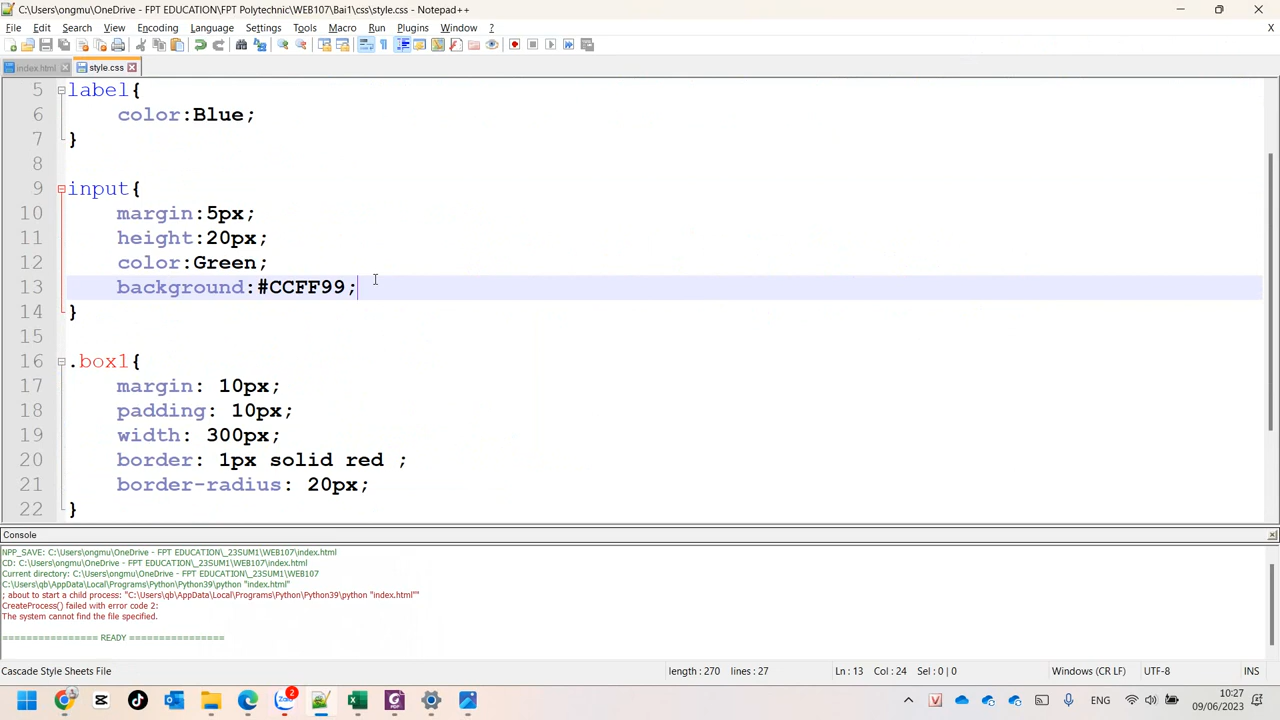 C:\Users\ongmu\OneDrive - FPT EDUCATION\FPT Polytechnic\WEB107\Bai1\css\style.css - Notepad++
File Edit Search View Encoding Language Settings Tools Macro Run Plugins Window ? X
index.html style.css
5 label{
6 color:Blue;
7 }
8
9 input{
10 margin:5px;
11 height:20px;
12 color:Green;
13 background:#CCFF99;
14 }
15
16 .box1{
17 margin: 10px;
18 padding: 10px;
19 width: 300px;
20 border: 1px solid red ;
21 border-radius: 20px;
22 }
Console
NPP_SAVE: C:\Users\ongmu\OneDrive - FPT EDUCATION\_23SUM1\WEB107\index.html
CD: C:\Users\ongmu\OneDrive - FPT EDUCATION\_23SUM1\WEB107\index.html
Current directory: C:\Users\ongmu\OneDrive - FPT EDUCATION\_23SUM1\WEB107
C:\Users\qb\AppData\Local\Programs\Python\Python39\python "index.html"
; about to start a child process: "C:\Users\qb\AppData\Local\Programs\Python\Python39\python "index.html""
CreateProcess() failed with error code 2:
The system cannot find the file specified.
================ READY ================
Cascade Style Sheets File length : 270 lines : 27 Ln : 13 Col : 24 Sel : 0 | 0 Windows (CR LF) UTF-8 INS
Zalo 2 ENG 10:27
09/06/2023